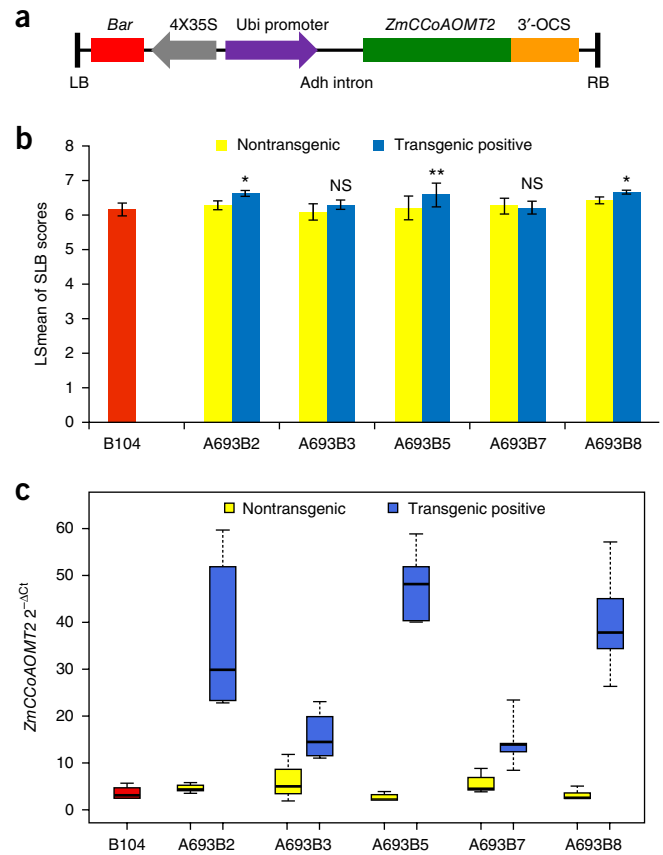 a
Bar 4X35S Ubi promoter ZmCCoAOMT2 3′-OCS
LB Adh intron RB
b
Nontransgenic Transgenic positive
LSmean of SLB scores
8
7
6
5
4
3
2
1
0
* NS ** NS *
B104 A693B2 A693B3 A693B5 A693B7 A693B8
c
Nontransgenic Transgenic positive
ZmCCoAOMT2 2^−ΔCt
60
50
40
30
20
10
0
B104 A693B2 A693B3 A693B5 A693B7 A693B8